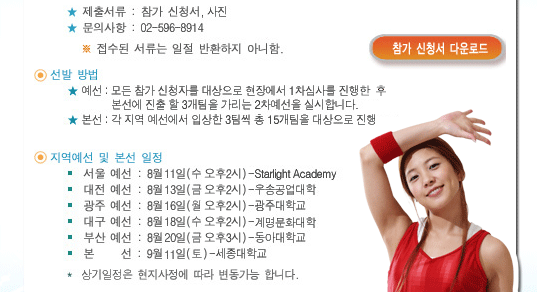 ★ 제출서류 : 참가 신청서, 사진
★ 문의사항 : 02-596-8914
※ 접수된 서류는 일절 반환하지 아니함.
참가 신청서 다운로드
선발 방법
★ 예선 : 모든 참가 신청자를 대상으로 현장에서 1차심사를 진행한 후
본선에 진출 할 3개팀을 가리는 2차예선을 실시합니다.
★ 본선 : 각 지역 예선에서 입상한 3팀씩 총 15개팀을 대상으로 진행
지역예선 및 본선 일정
▪ 서울 예선 : 8월11일(수 오후2시)-Starlight Academy
▪ 대전 예선 : 8월13일(금 오후2시)-우송공업대학
▪ 광주 예선 : 8월16일(월 오후2시)-광주대학교
▪ 대구 예선 : 8월18일(수 오후2시)-계명문화대학
▪ 부산 예선 : 8월20일(금 오후3시)-동아대학교
▪ 본 선 : 9월11일(토)-세종대학교
* 상기일정은 현지사정에 따라 변동가능 합니다.